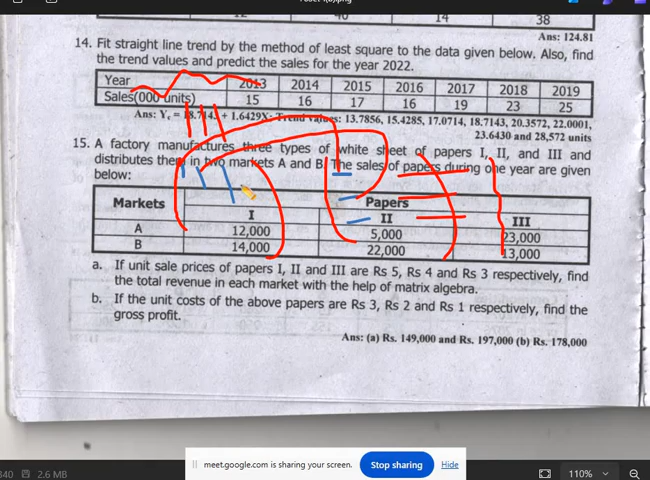 40 14 38
Ans: 124.81
14. Fit straight line trend by the method of least square to the data given below. Also, find
the trend values and predict the sales for the year 2022.
Year 2013 2014 2015 2016 2017 2018 2019
Sales(000 units) 15 16 17 16 19 23 25
Ans: Yc = 18.7143 + 1.6429X; Trend values: 13.7856, 15.4285, 17.0714, 18.7143, 20.3572, 22.0001,
23.6430 and 28,572 units
15. A factory manufactures three types of white sheet of papers I, II, and III and
distributes them in two markets A and B. The sales of papers during one year are given
below:
Markets Papers
I II III
A 12,000 5,000 23,000
B 14,000 22,000 13,000
a. If unit sale prices of papers I, II and III are Rs 5, Rs 4 and Rs 3 respectively, find
the total revenue in each market with the help of matrix algebra.
b. If the unit costs of the above papers are Rs 3, Rs 2 and Rs 1 respectively, find the
gross profit.
Ans: (a) Rs. 149,000 and Rs. 197,000 (b) Rs. 178,000
meet.google.com is sharing your screen. Stop sharing Hide
340 2.6 MB 110%